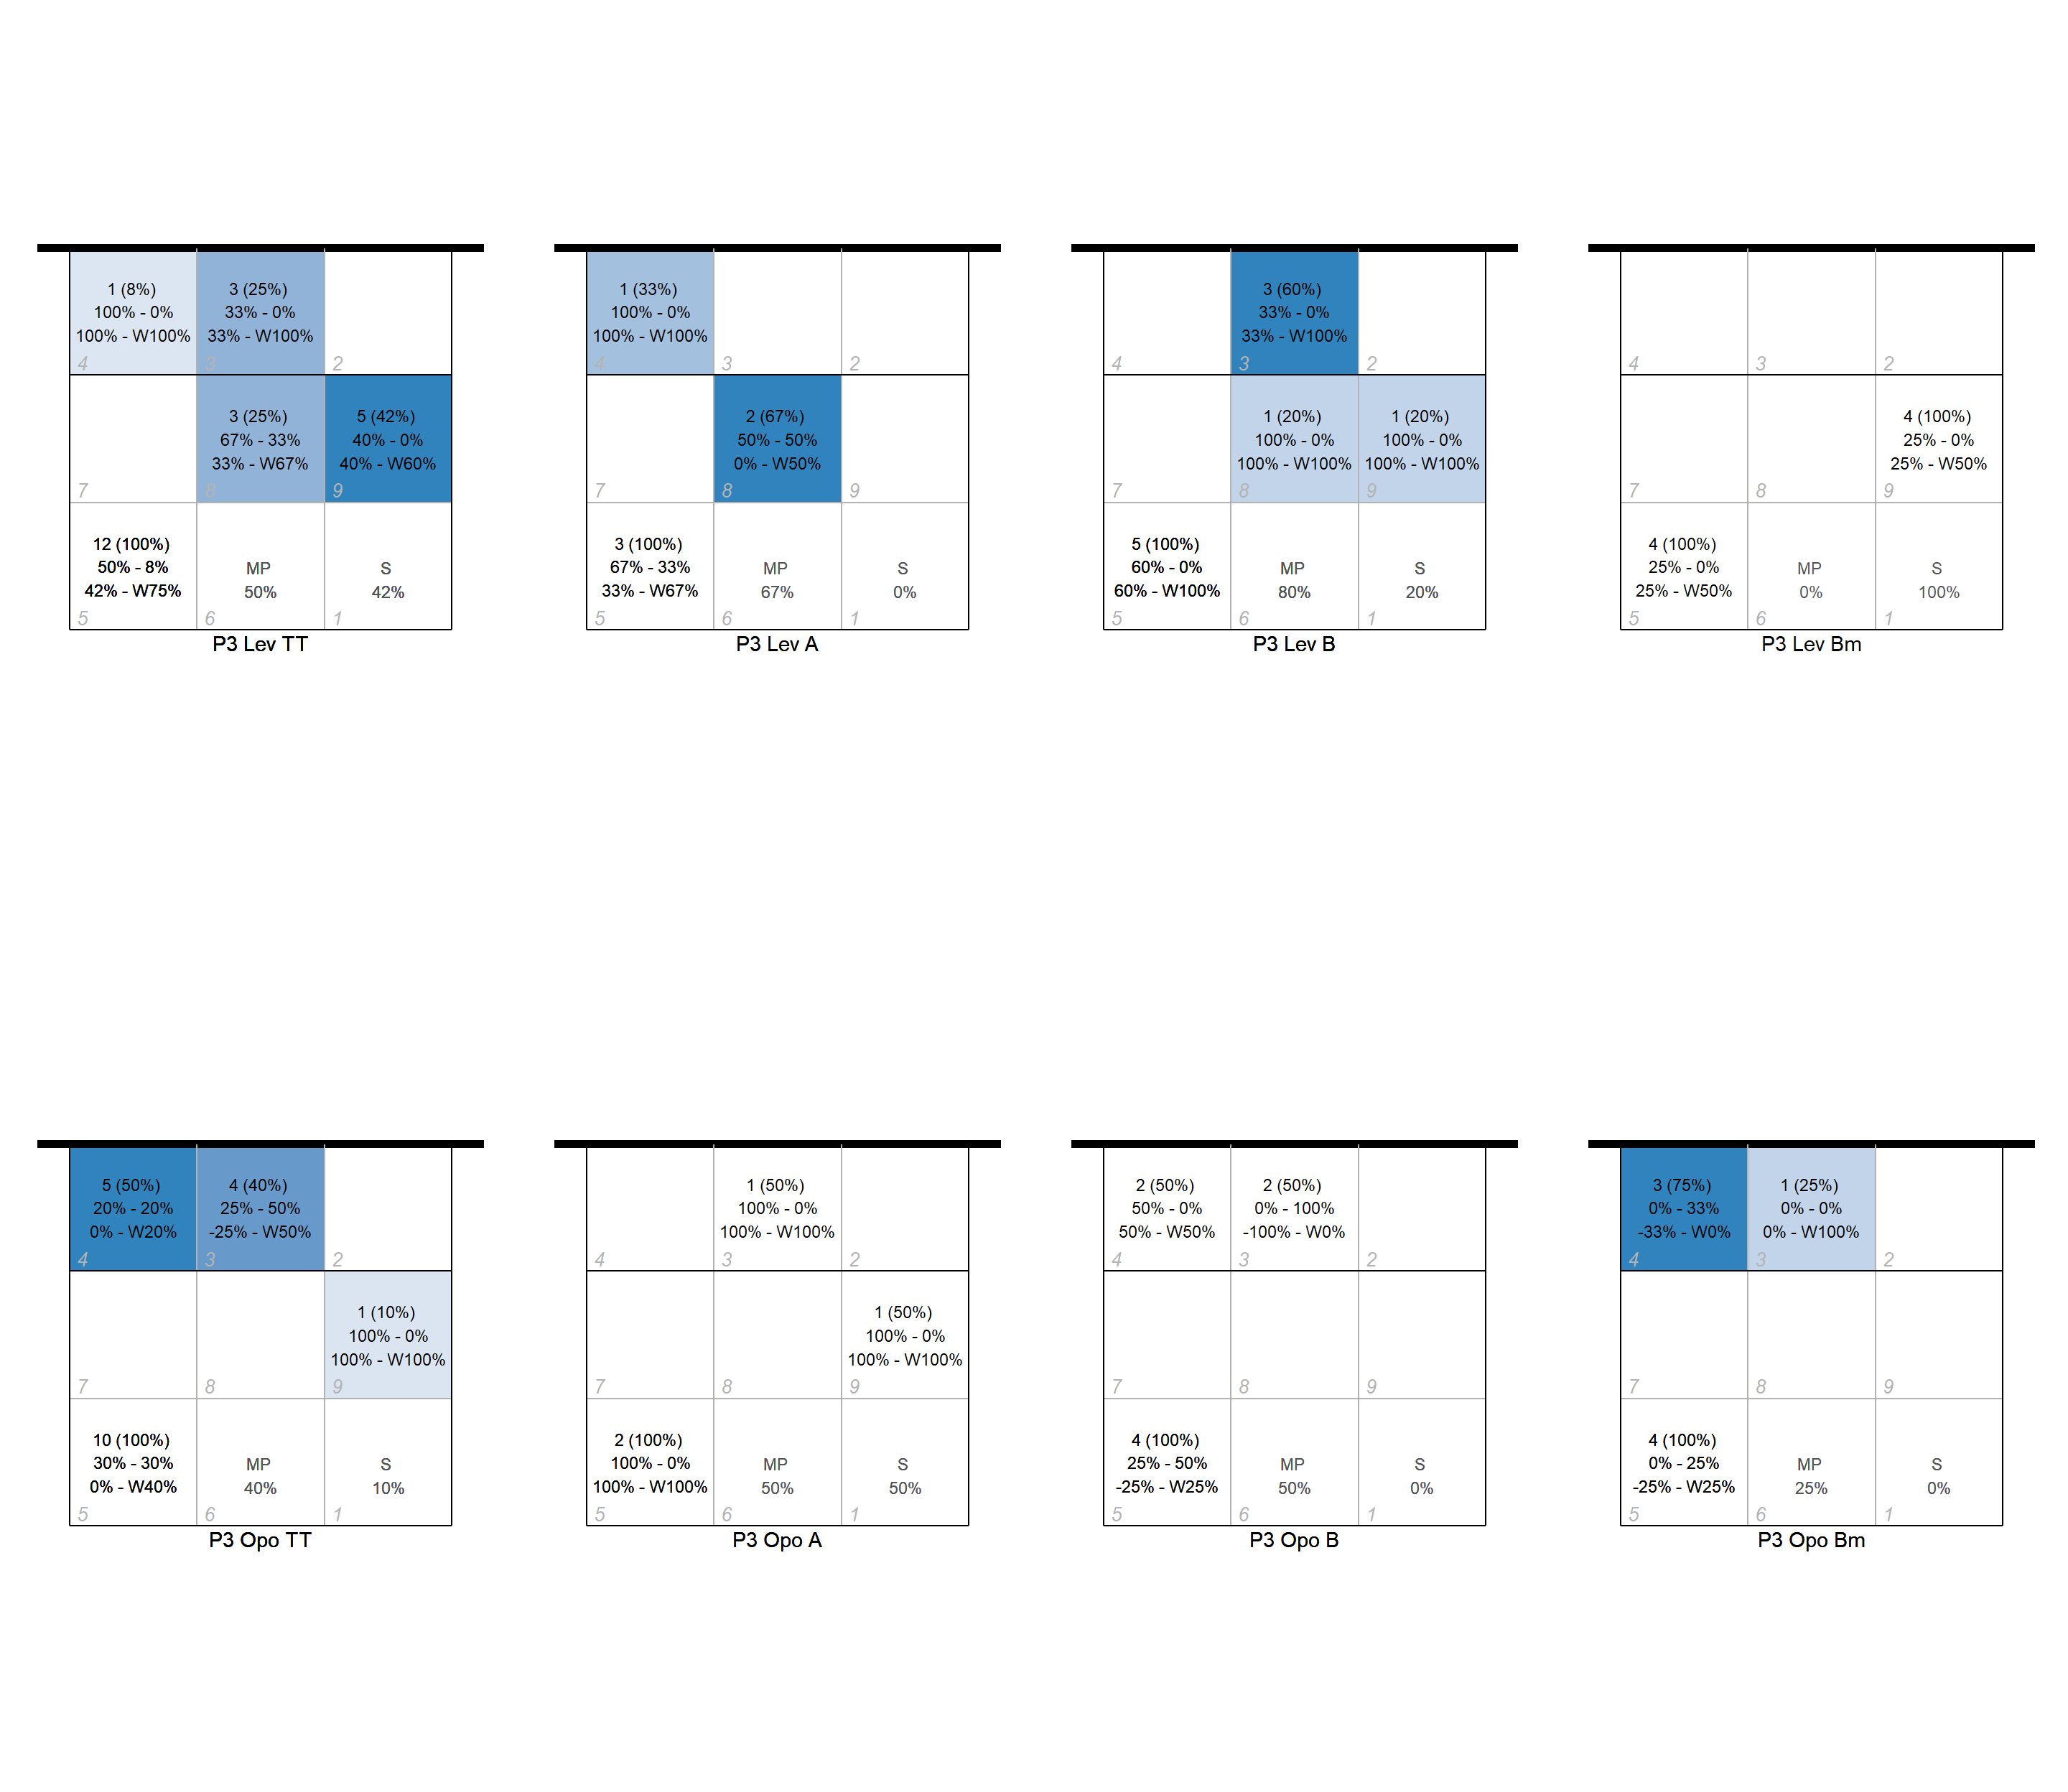 1 (8%)
100% - 0%
100% - W100%
4
3 (25%)
33% - 0%
33% - W100%
3
2
7
3 (25%)
67% - 33%
33% - W67%
8
5 (42%)
40% - 0%
40% - W60%
9
12 (100%)
50% - 8%
42% - W75%
5
MP
50%
6
S
42%
1
P3 Lev TT
1 (33%)
100% - 0%
100% - W100%
4
3
2
7
2 (67%)
50% - 50%
0% - W50%
8
9
3 (100%)
67% - 33%
33% - W67%
5
MP
67%
6
S
0%
1
P3 Lev A
4
3 (60%)
33% - 0%
33% - W100%
3
2
7
1 (20%)
100% - 0%
100% - W100%
8
1 (20%)
100% - 0%
100% - W100%
9
5 (100%)
60% - 0%
60% - W100%
5
MP
80%
6
S
20%
1
P3 Lev B
4
3
2
7
8
4 (100%)
25% - 0%
25% - W50%
9
4 (100%)
25% - 0%
25% - W50%
5
MP
0%
6
S
100%
1
P3 Lev Bm
5 (50%)
20% - 20%
0% - W20%
4
4 (40%)
25% - 50%
-25% - W50%
3
2
7
8
1 (10%)
100% - 0%
100% - W100%
9
10 (100%)
30% - 30%
0% - W40%
5
MP
40%
6
S
10%
1
P3 Opo TT
4
1 (50%)
100% - 0%
100% - W100%
3
2
7
8
1 (50%)
100% - 0%
100% - W100%
9
2 (100%)
100% - 0%
100% - W100%
5
MP
50%
6
S
50%
1
P3 Opo A
2 (50%)
50% - 0%
50% - W50%
4
2 (50%)
0% - 100%
-100% - W0%
3
2
7
8
9
4 (100%)
25% - 50%
-25% - W25%
5
MP
50%
6
S
0%
1
P3 Opo B
3 (75%)
0% - 33%
-33% - W0%
4
1 (25%)
0% - 0%
0% - W100%
3
2
7
8
9
4 (100%)
0% - 25%
-25% - W25%
5
MP
25%
6
S
0%
1
P3 Opo Bm